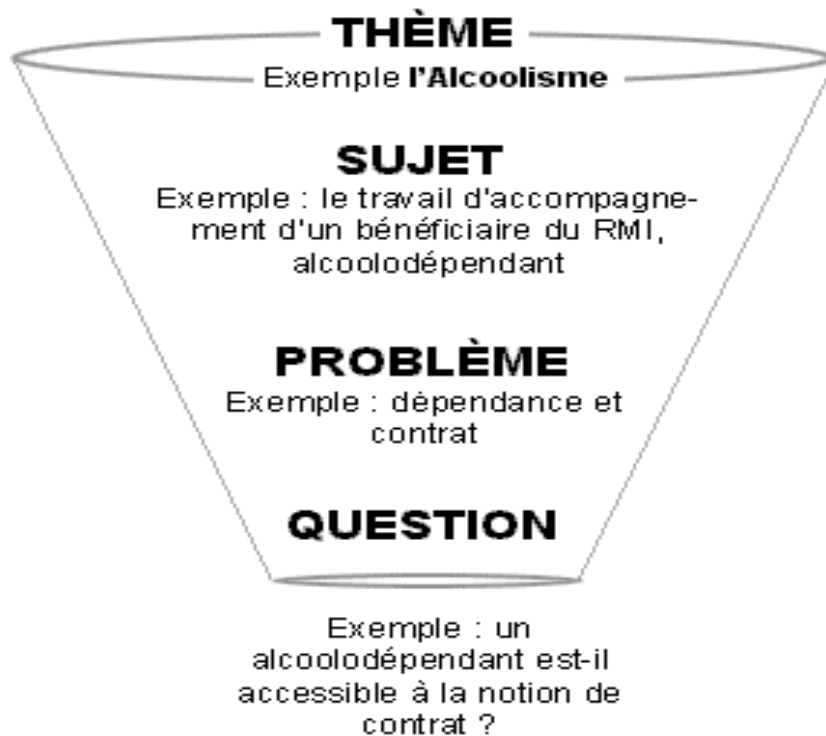 THÈME
Exemple l'Alcoolisme
SUJET
Exemple : le travail d'accompagne-
ment d'un bénéficiaire du RMI,
alcoolodépendant
PROBLÈME
Exemple : dépendance et
contrat
QUESTION
Exemple : un
alcoolodépendant est-il
accessible à la notion de
contrat ?